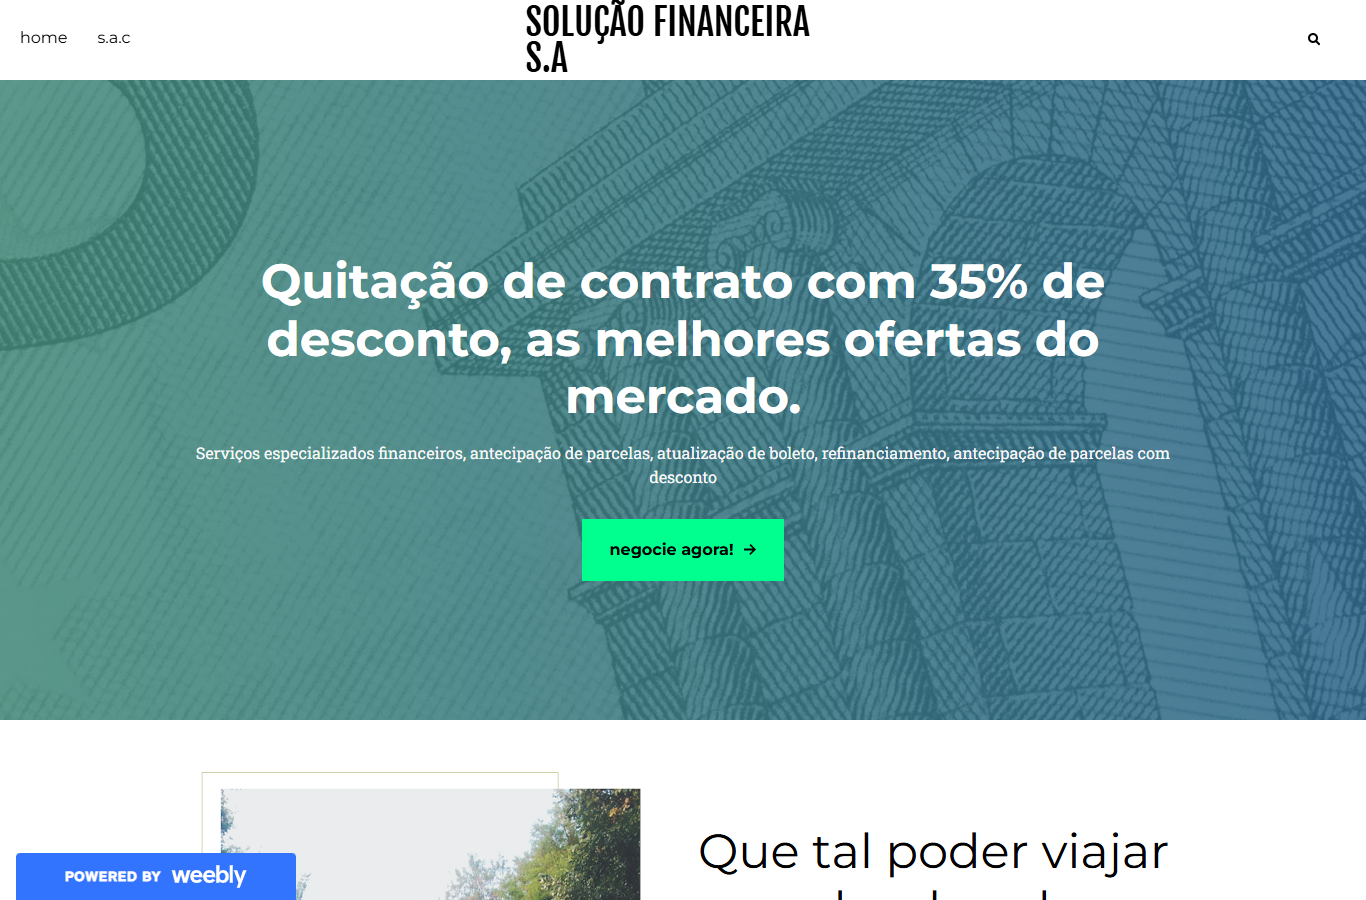 home
s.a.c
SOLUÇÃO FINANCEIRA
S.A
Quitação de contrato com 35% de
desconto, as melhores ofertas do
mercado.
Serviços especializados financeiros, antecipação de parcelas, atualização de boleto, refinanciamento, antecipação de parcelas com
desconto
negocie agora!
Que tal poder viajar
POWERED BY weebly